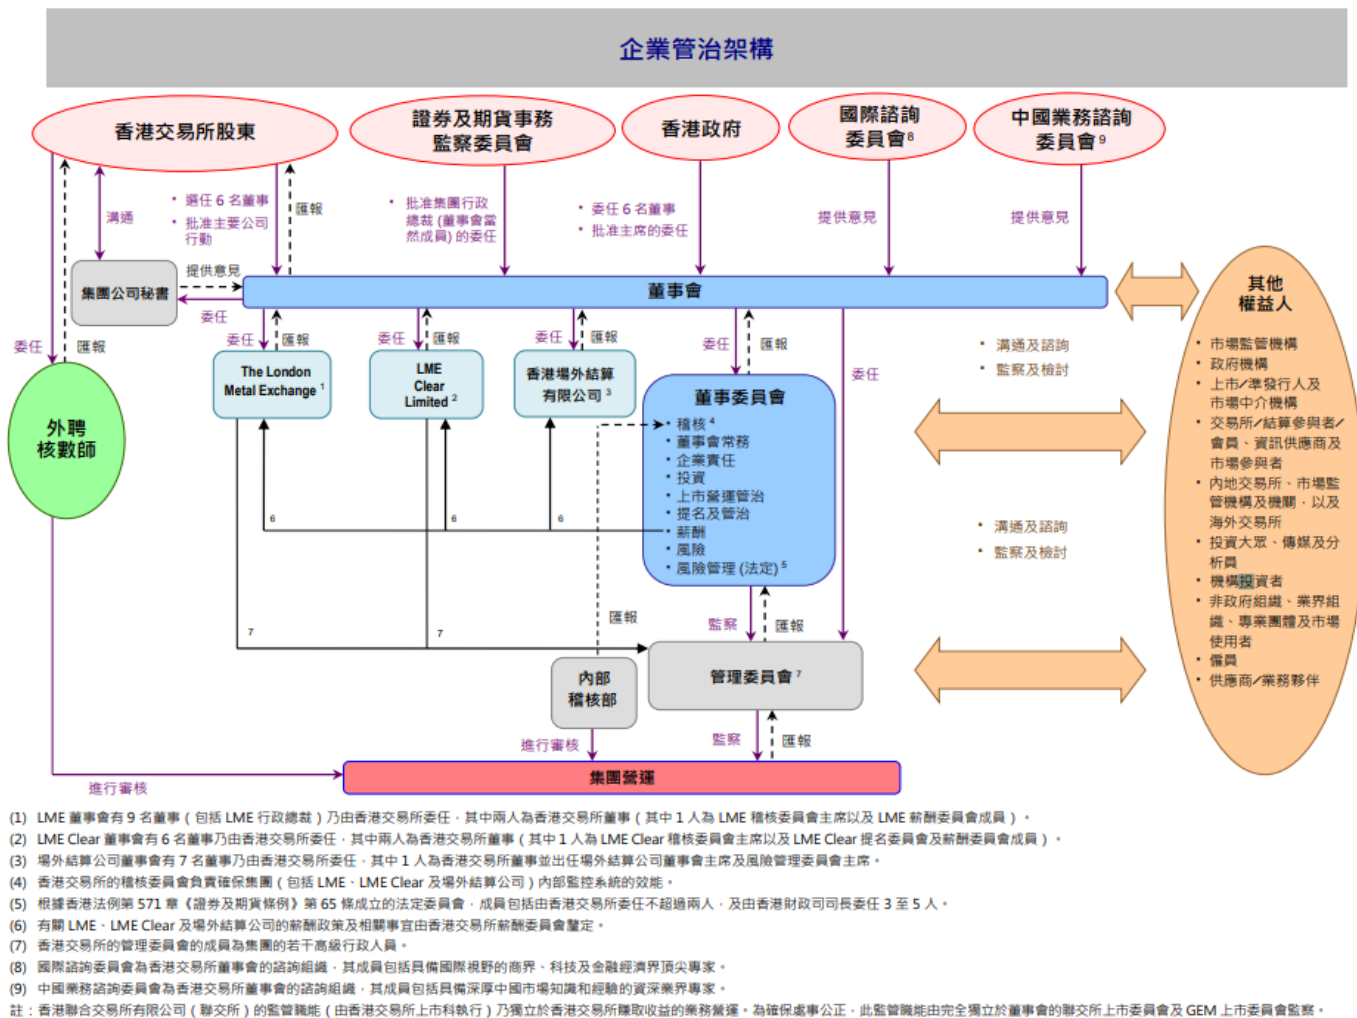 企業管治架構
香港交易所股東
證券及期貨事務
監察委員會
香港政府
國際諮詢
委員會 8
中國業務諮詢
委員會 9
溝通
• 選任 6 名董事
• 批准主要公司
行動
匯報
• 批准集團行政
總裁 (董事會當
然成員) 的委任
• 委任 6 名董事
• 批准主席的委任
提供意見
提供意見
集團公司秘書
提供意見
委任
董事會
委任
匯報
委任
匯報
委任
匯報
委任
匯報
委任
匯報
委任
The London
Metal Exchange 1
LME
Clear
Limited 2
香港場外結算
有限公司 3
董事委員會
• 稽核 4
• 董事會常務
• 企業責任
• 投資
• 上市營運管治
• 提名及管治
• 薪酬
• 風險
• 風險管理 (法定) 5
外聘
核數師
6
6
6
7
7
匯報
監察
匯報
內部
稽核部
管理委員會 7
進行審核
監察
匯報
進行審核
集團營運
• 溝通及諮詢
• 監察及檢討
• 溝通及諮詢
• 監察及檢討
其他
權益人
• 市場監管機構
• 政府機構
• 上市/準發行人及
市場中介機構
• 交易所/結算參與者/
會員、資訊供應商及
市場參與者
• 內地交易所、市場監
管機構及機關，以及
海外交易所
• 投資大眾、傳媒及分
析員
• 機構投資者
• 非政府組織、業界組
織、專業團體及市場
使用者
• 僱員
• 供應商/業務夥伴
(1) LME 董事會有 9 名董事（包括 LME 行政總裁）乃由香港交易所委任，其中兩人為香港交易所董事（其中 1 人為 LME 稽核委員會主席以及 LME 薪酬委員會成員）。
(2) LME Clear 董事會有 6 名董事乃由香港交易所委任，其中兩人為香港交易所董事（其中 1 人為 LME Clear 稽核委員會主席以及 LME Clear 提名委員會及薪酬委員會成員）。
(3) 場外結算公司董事會有 7 名董事乃由香港交易所委任，其中 1 人為香港交易所董事並出任場外結算公司董事會主席及風險管理委員會主席。
(4) 香港交易所的稽核委員會負責確保集團（包括 LME、LME Clear 及場外結算公司）內部監控系統的效能。
(5) 根據香港法例第 571 章《證券及期貨條例》第 65 條成立的法定委員會，成員包括由香港交易所委任不超過兩人，及由香港財政司司長委任 3 至 5 人。
(6) 有關 LME、LME Clear 及場外結算公司的薪酬政策及相關事宜由香港交易所薪酬委員會釐定。
(7) 香港交易所的管理委員會的成員為集團的若干高級行政人員。
(8) 國際諮詢委員會為香港交易所董事會的諮詢組織，其成員包括具備國際視野的商界、科技及金融經濟界頂尖專家。
(9) 中國業務諮詢委員會為香港交易所董事會的諮詢組織，其成員包括具備深厚中國市場知識和經驗的資深業界專家。
註：香港聯合交易所有限公司（聯交所）的監管職能（由香港交易所上市科執行）乃獨立於香港交易所賺取收益的業務營運。為確保處事公正，此監管職能由完全獨立於董事會的聯交所上市委員會及 GEM 上市委員會監察。